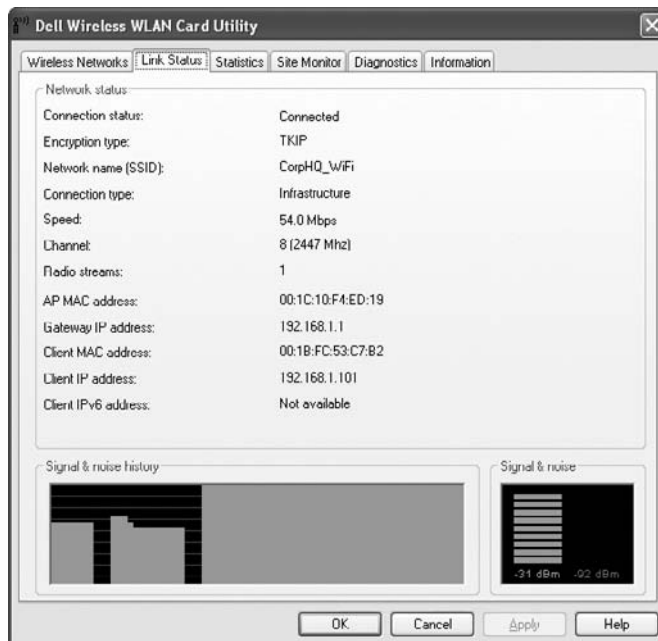 Dell Wireless WLAN Card Utility
Wireless Networks Link Status Statistics Site Monitor Diagnostics Information
Network status
Connection status: Connected
Encryption type: TKIP
Network name (SSID): CorpHQ_WiFi
Connection type: Infrastructure
Speed: 54.0 Mbps
Channel: 8 (2447 Mhz)
Radio streams: 1
AP MAC address: 00:1C:10:F4:ED:19
Gateway IP address: 192.168.1.1
Client MAC address: 00:1B:FC:53:C7:B2
Client IP address: 192.168.1.101
Client IPv6 address: Not available
Signal & noise history Signal & noise
-31 dBm -92 dBm
OK Cancel Apply Help